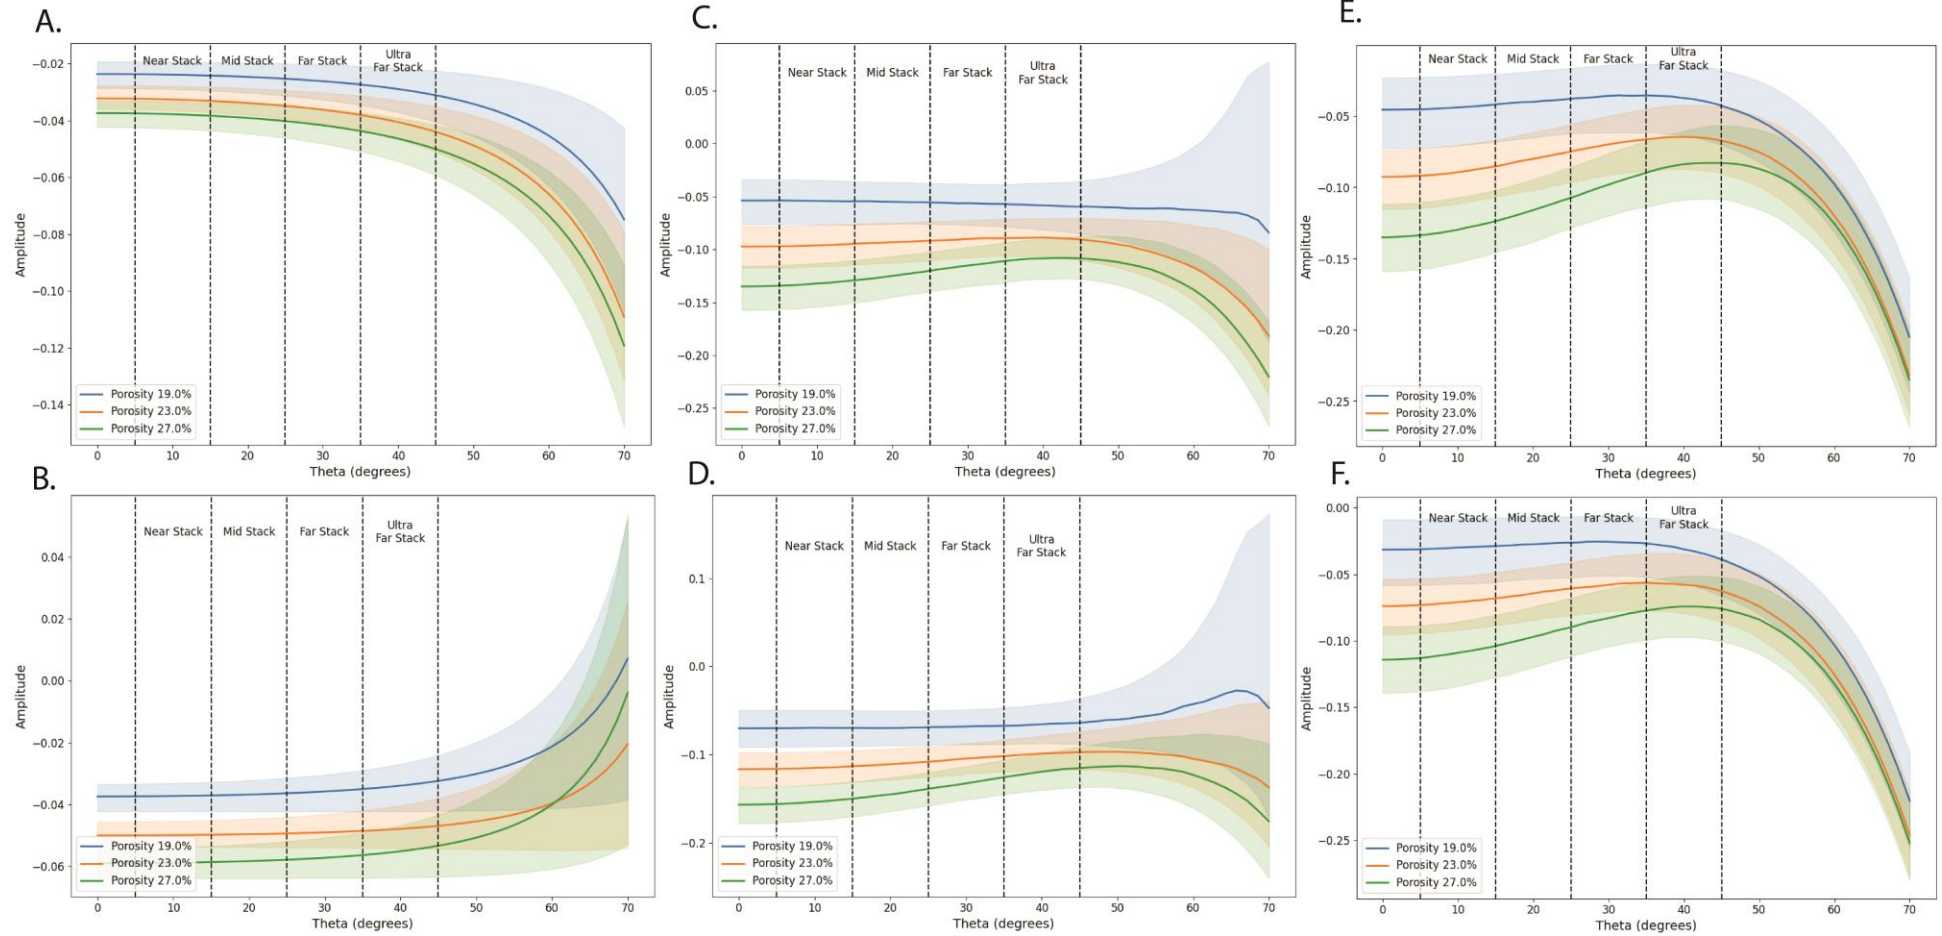 A.
Near Stack
Mid Stack
Far Stack
Ultra
Far Stack
−0.02
−0.04
−0.06
−0.08
−0.10
−0.12
−0.14
Amplitude
Porosity 19.0%
Porosity 23.0%
Porosity 27.0%
0 10 20 30 40 50 60 70
Theta (degrees)
B.
Near Stack
Mid Stack
Far Stack
Ultra
Far Stack
0.04
0.02
0.00
−0.02
−0.04
−0.06
Amplitude
Porosity 19.0%
Porosity 23.0%
Porosity 27.0%
0 10 20 30 40 50 60 70
Theta (degrees)
C.
Near Stack
Mid Stack
Far Stack
Ultra
Far Stack
0.05
0.00
−0.05
−0.10
−0.15
−0.20
−0.25
Amplitude
Porosity 19.0%
Porosity 23.0%
Porosity 27.0%
0 10 20 30 40 50 60 70
Theta (degrees)
D.
Near Stack
Mid Stack
Far Stack
Ultra
Far Stack
0.1
0.0
−0.1
−0.2
Amplitude
Porosity 19.0%
Porosity 23.0%
Porosity 27.0%
0 10 20 30 40 50 60 70
Theta (degrees)
E.
Near Stack
Mid Stack
Far Stack
Ultra
Far Stack
−0.05
−0.10
−0.15
−0.20
−0.25
Amplitude
Porosity 19.0%
Porosity 23.0%
Porosity 27.0%
0 10 20 30 40 50 60 70
Theta (degrees)
F.
Near Stack
Mid Stack
Far Stack
Ultra
Far Stack
0.00
−0.05
−0.10
−0.15
−0.20
−0.25
Amplitude
Porosity 19.0%
Porosity 23.0%
Porosity 27.0%
0 10 20 30 40 50 60 70
Theta (degrees)